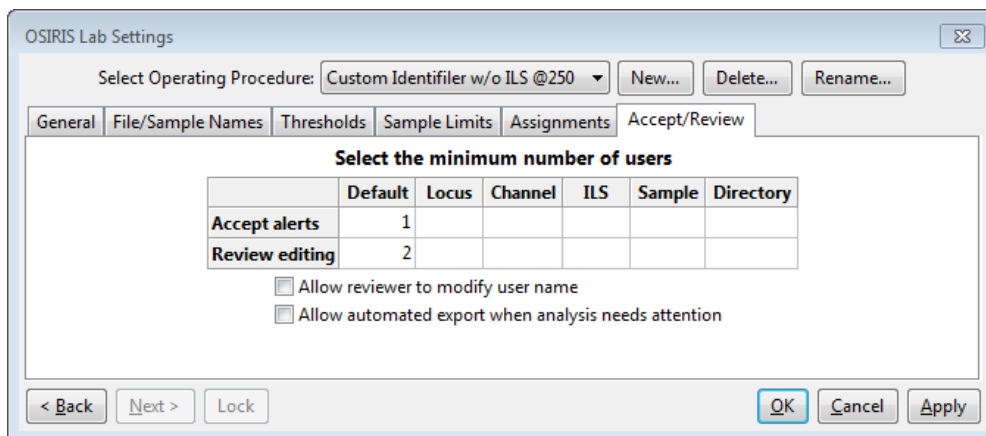 OSIRIS Lab Settings
Select Operating Procedure: Custom Identifiler w/o ILS @250 New... Delete... Rename...
General File/Sample Names Thresholds Sample Limits Assignments Accept/Review
Select the minimum number of users
Default Locus Channel ILS Sample Directory
Accept alerts 1
Review editing 2
Allow reviewer to modify user name
Allow automated export when analysis needs attention
< Back Next > Lock OK Cancel Apply